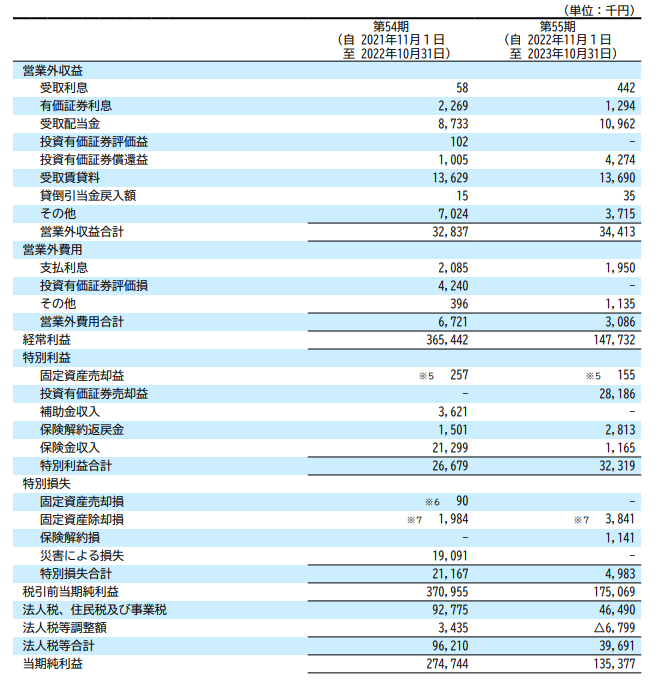 （単位：千円）
第54期 第55期
（自 2021年11月１日 （自 2022年11月１日
至 2022年10月31日） 至 2023年10月31日）
営業外収益
受取利息 58 442
有価証券利息 2,269 1,294
受取配当金 8,733 10,962
投資有価証券評価益 102 －
投資有価証券償還益 1,005 4,274
受取賃貸料 13,629 13,690
貸倒引当金戻入額 15 35
その他 7,024 3,715
営業外収益合計 32,837 34,413
営業外費用
支払利息 2,085 1,950
投資有価証券評価損 4,240 －
その他 396 1,135
営業外費用合計 6,721 3,086
経常利益 365,442 147,732
特別利益
固定資産売却益 ※５ 257 ※５ 155
投資有価証券売却益 － 28,186
補助金収入 3,621 －
保険解約返戻金 1,501 2,813
保険金収入 21,299 1,165
特別利益合計 26,679 32,319
特別損失
固定資産売却損 ※６ 90 －
固定資産除却損 ※７ 1,984 ※７ 3,841
保険解約損 － 1,141
災害による損失 19,091 －
特別損失合計 21,167 4,983
税引前当期純利益 370,955 175,069
法人税、住民税及び事業税 92,775 46,490
法人税等調整額 3,435 △6,799
法人税等合計 96,210 39,691
当期純利益 274,744 135,377